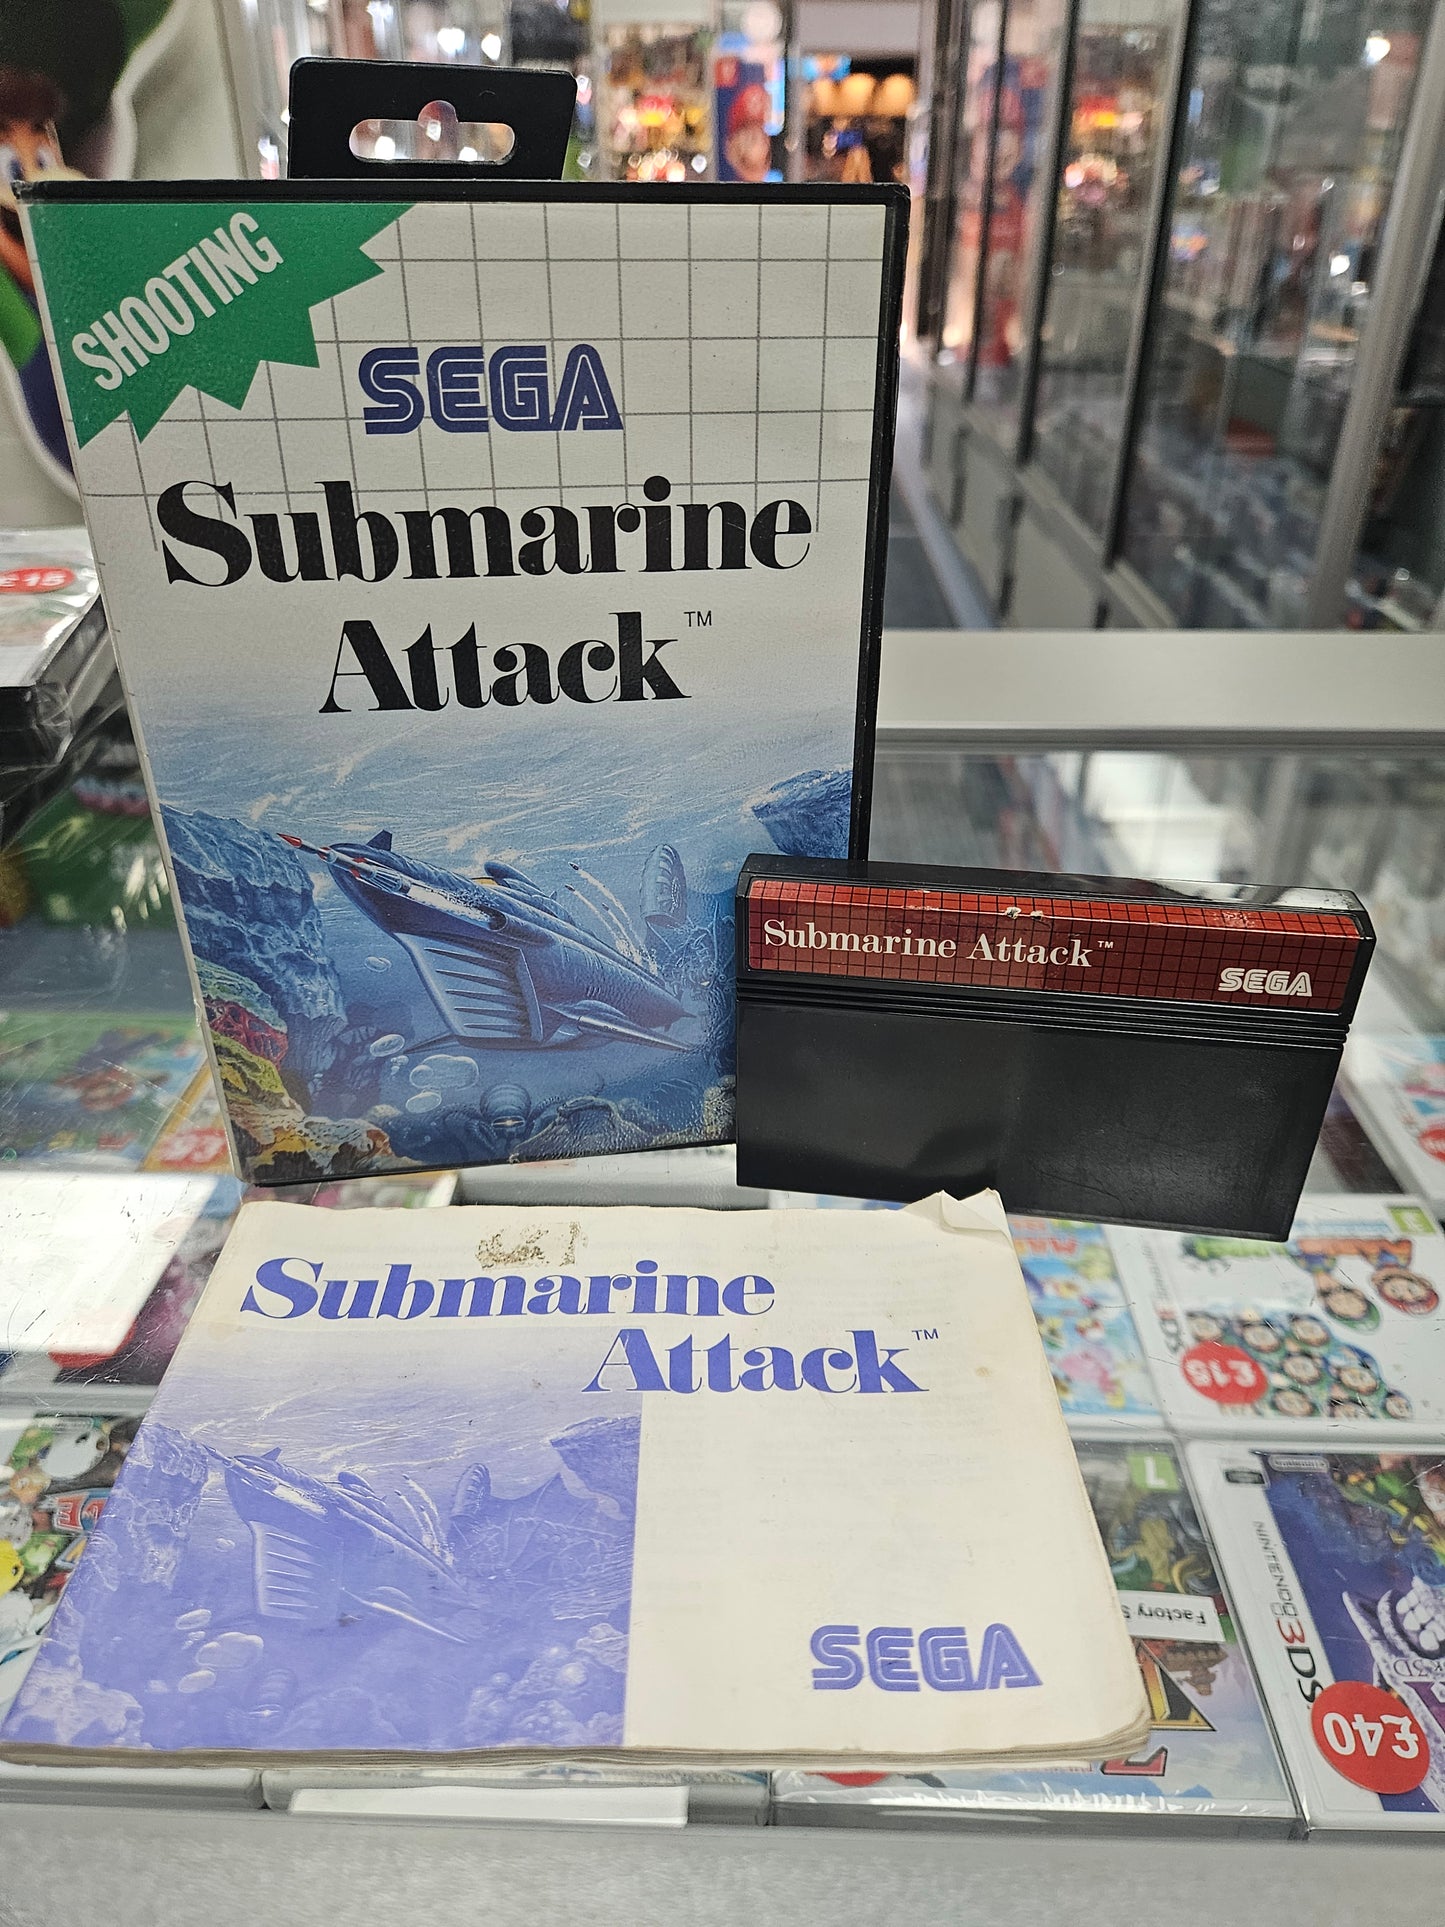 SHOOTING
SEGA
Submarine
Attack™
£15
Submarine Attack™
SEGA
Submarine
Attack™
SEGA
£15
Factory S
NINTENDO 3DS
£40